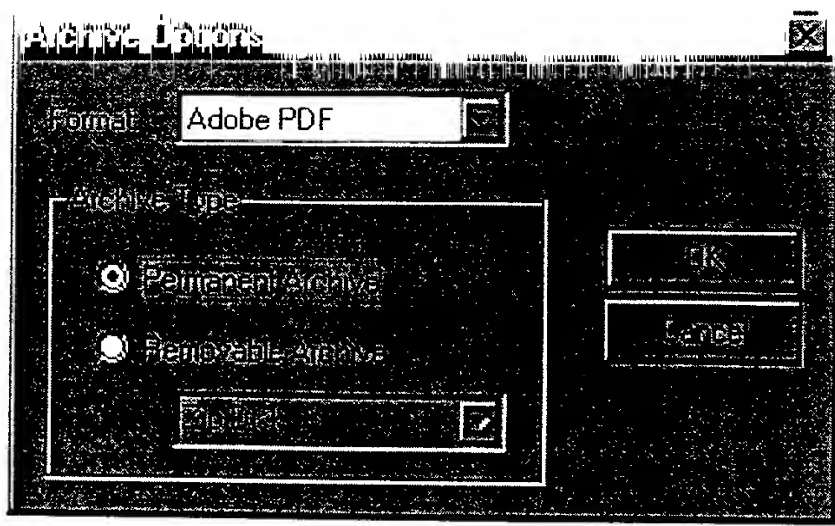 Archive Options
Format: Adobe PDF
Archive Type
Permanent Archive
Removable Archive
OK
Cancel